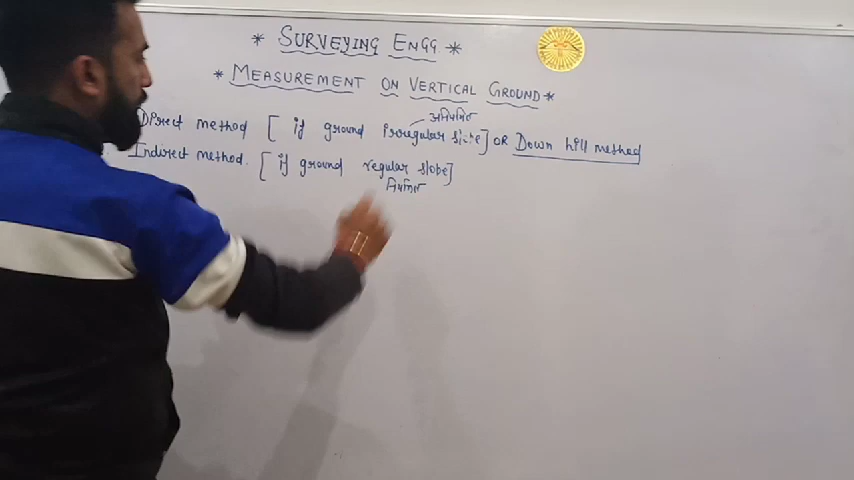 * SURVEYING ENGG. *
* MEASUREMENT ON VERTICAL GROUND *
अनियमित
Direct method [ if ground irregular slope] OR Down hill method
Indirect method. [ if ground regular slobe]
नियमित